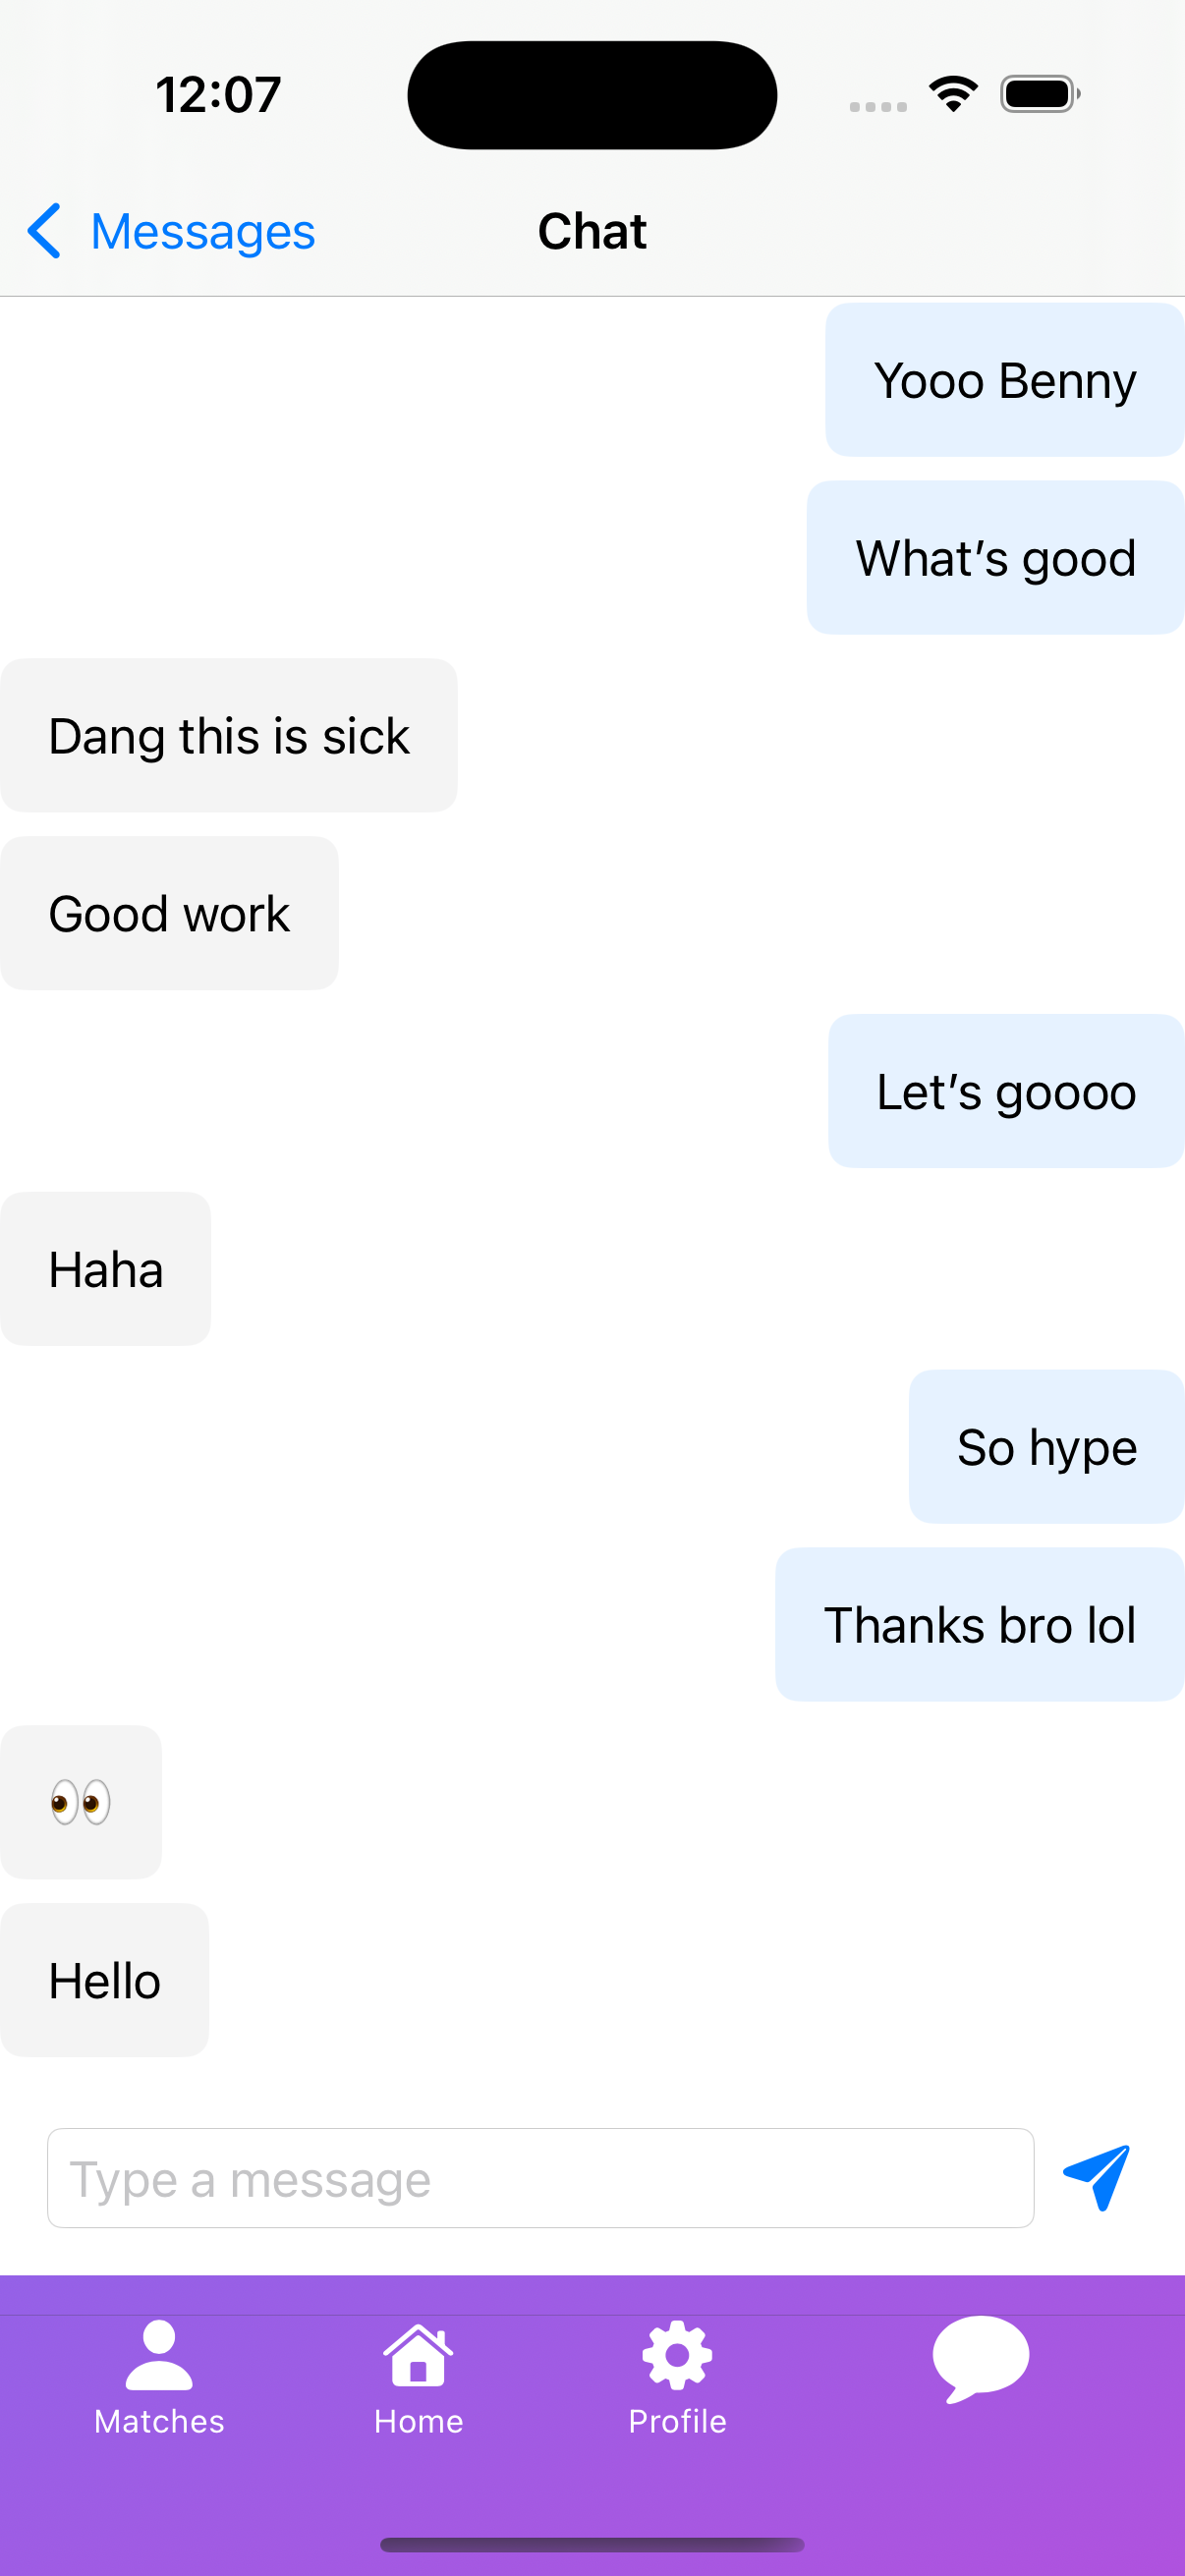 12:07
Messages
Chat
Yooo Benny
What’s good
Dang this is sick
Good work
Let’s goooo
Haha
So hype
Thanks bro lol
👀
Hello
Type a message
Matches
Home
Profile